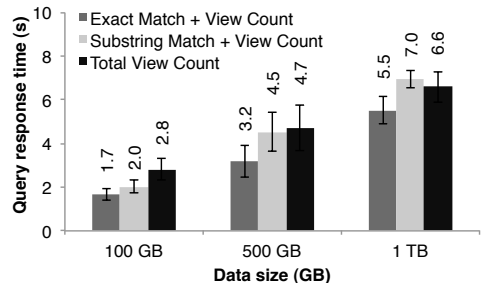 Query response time (s)
10
8
6
4
2
0
Exact Match + View Count
Substring Match + View Count
Total View Count
1.7
2.0
2.8
3.2
4.5
4.7
5.5
7.0
6.6
100 GB
500 GB
1 TB
Data size (GB)